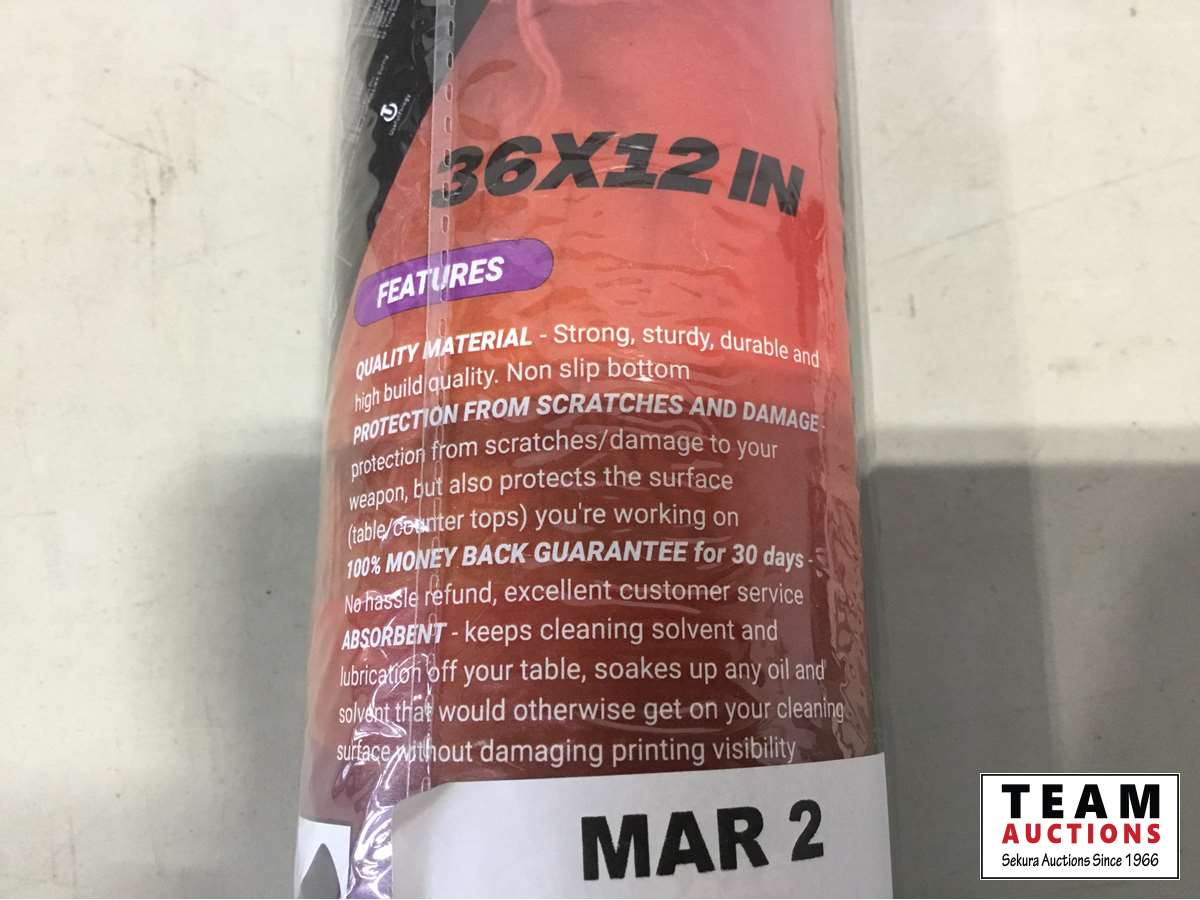 36X12 IN
FEATURES
QUALITY MATERIAL - Strong, sturdy, durable and
high build quality. Non slip bottom
PROTECTION FROM SCRATCHES AND DAMAGE -
protection from scratches/damage to your
weapon, but also protects the surface
(table/counter tops) you're working on
100% MONEY BACK GUARANTEE for 30 days -
No hassle refund, excellent customer service
ABSORBENT - keeps cleaning solvent and
lubrication off your table, soakes up any oil and
solvent that would otherwise get on your cleaning
surface without damaging printing visibility
MAR 2
TEAM
AUCTIONS
Sekura Auctions Since 1966